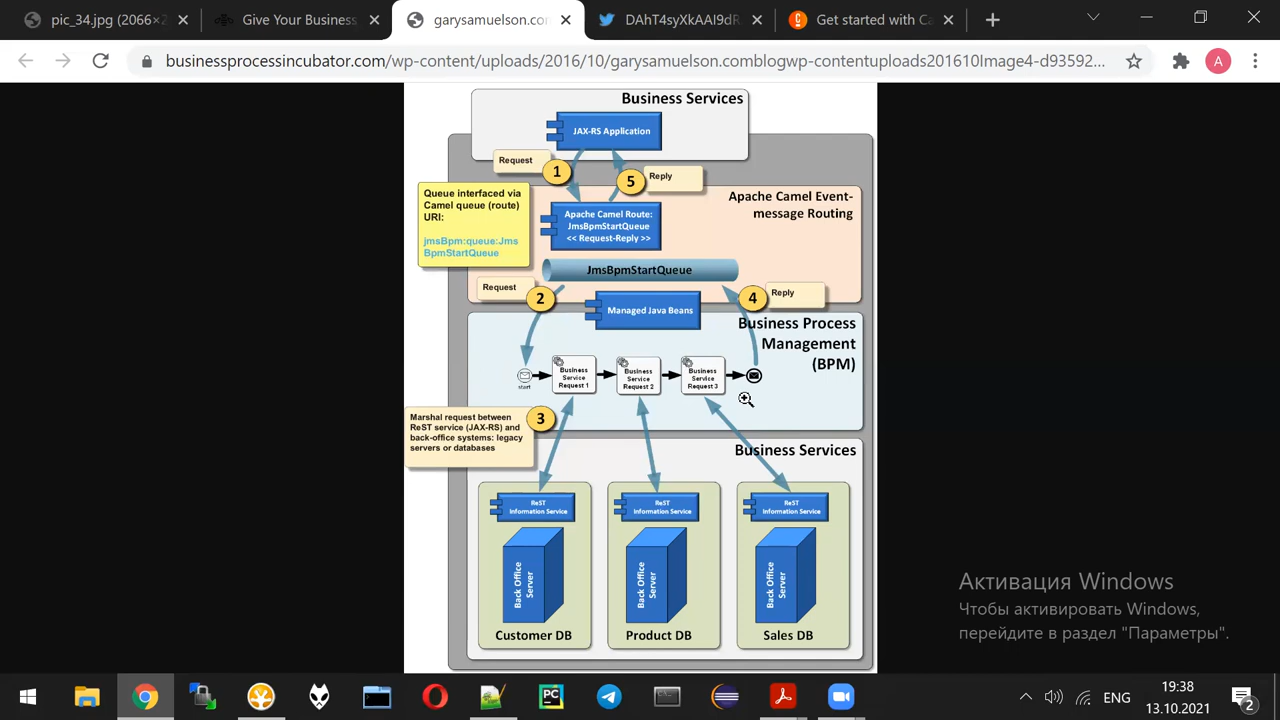 pic_34.jpg (2066×
Give Your Business
garysamuelson.co
DAhT4syXkAAI9dR
Get started with Ca
businessprocessincubator.com/wp-content/uploads/2016/10/garysamuelson.comblogwp-contentuploads201610Image4-d93592...
A
Business Services
JAX-RS Application
Request
1
5
Reply
Queue interfaced via
Camel queue (route)
URI:
jmsBpm:queue:Jms
BpmStartQueue
Apache Camel Event-
message Routing
Apache Camel Route:
JmsBpmStartQueue
<< Request-Reply >>
JmsBpmStartQueue
Request
2
4
Reply
Managed Java Beans
Business Process
Management
(BPM)
start
Business
Service
Request 1
Business
Service
Request 2
Business
Service
Request 3
Marshal request between
ReST service (JAX-RS) and
back-office systems: legacy
servers or databases
3
Business Services
ReST
Information Service
ReST
Information Service
ReST
Information Service
Back Office
Server
Back Office
Server
Back Office
Server
Customer DB
Product DB
Sales DB
Активация Windows
Чтобы активировать Windows,
перейдите в раздел "Параметры".
PC
ENG
19:38
13.10.2021
2